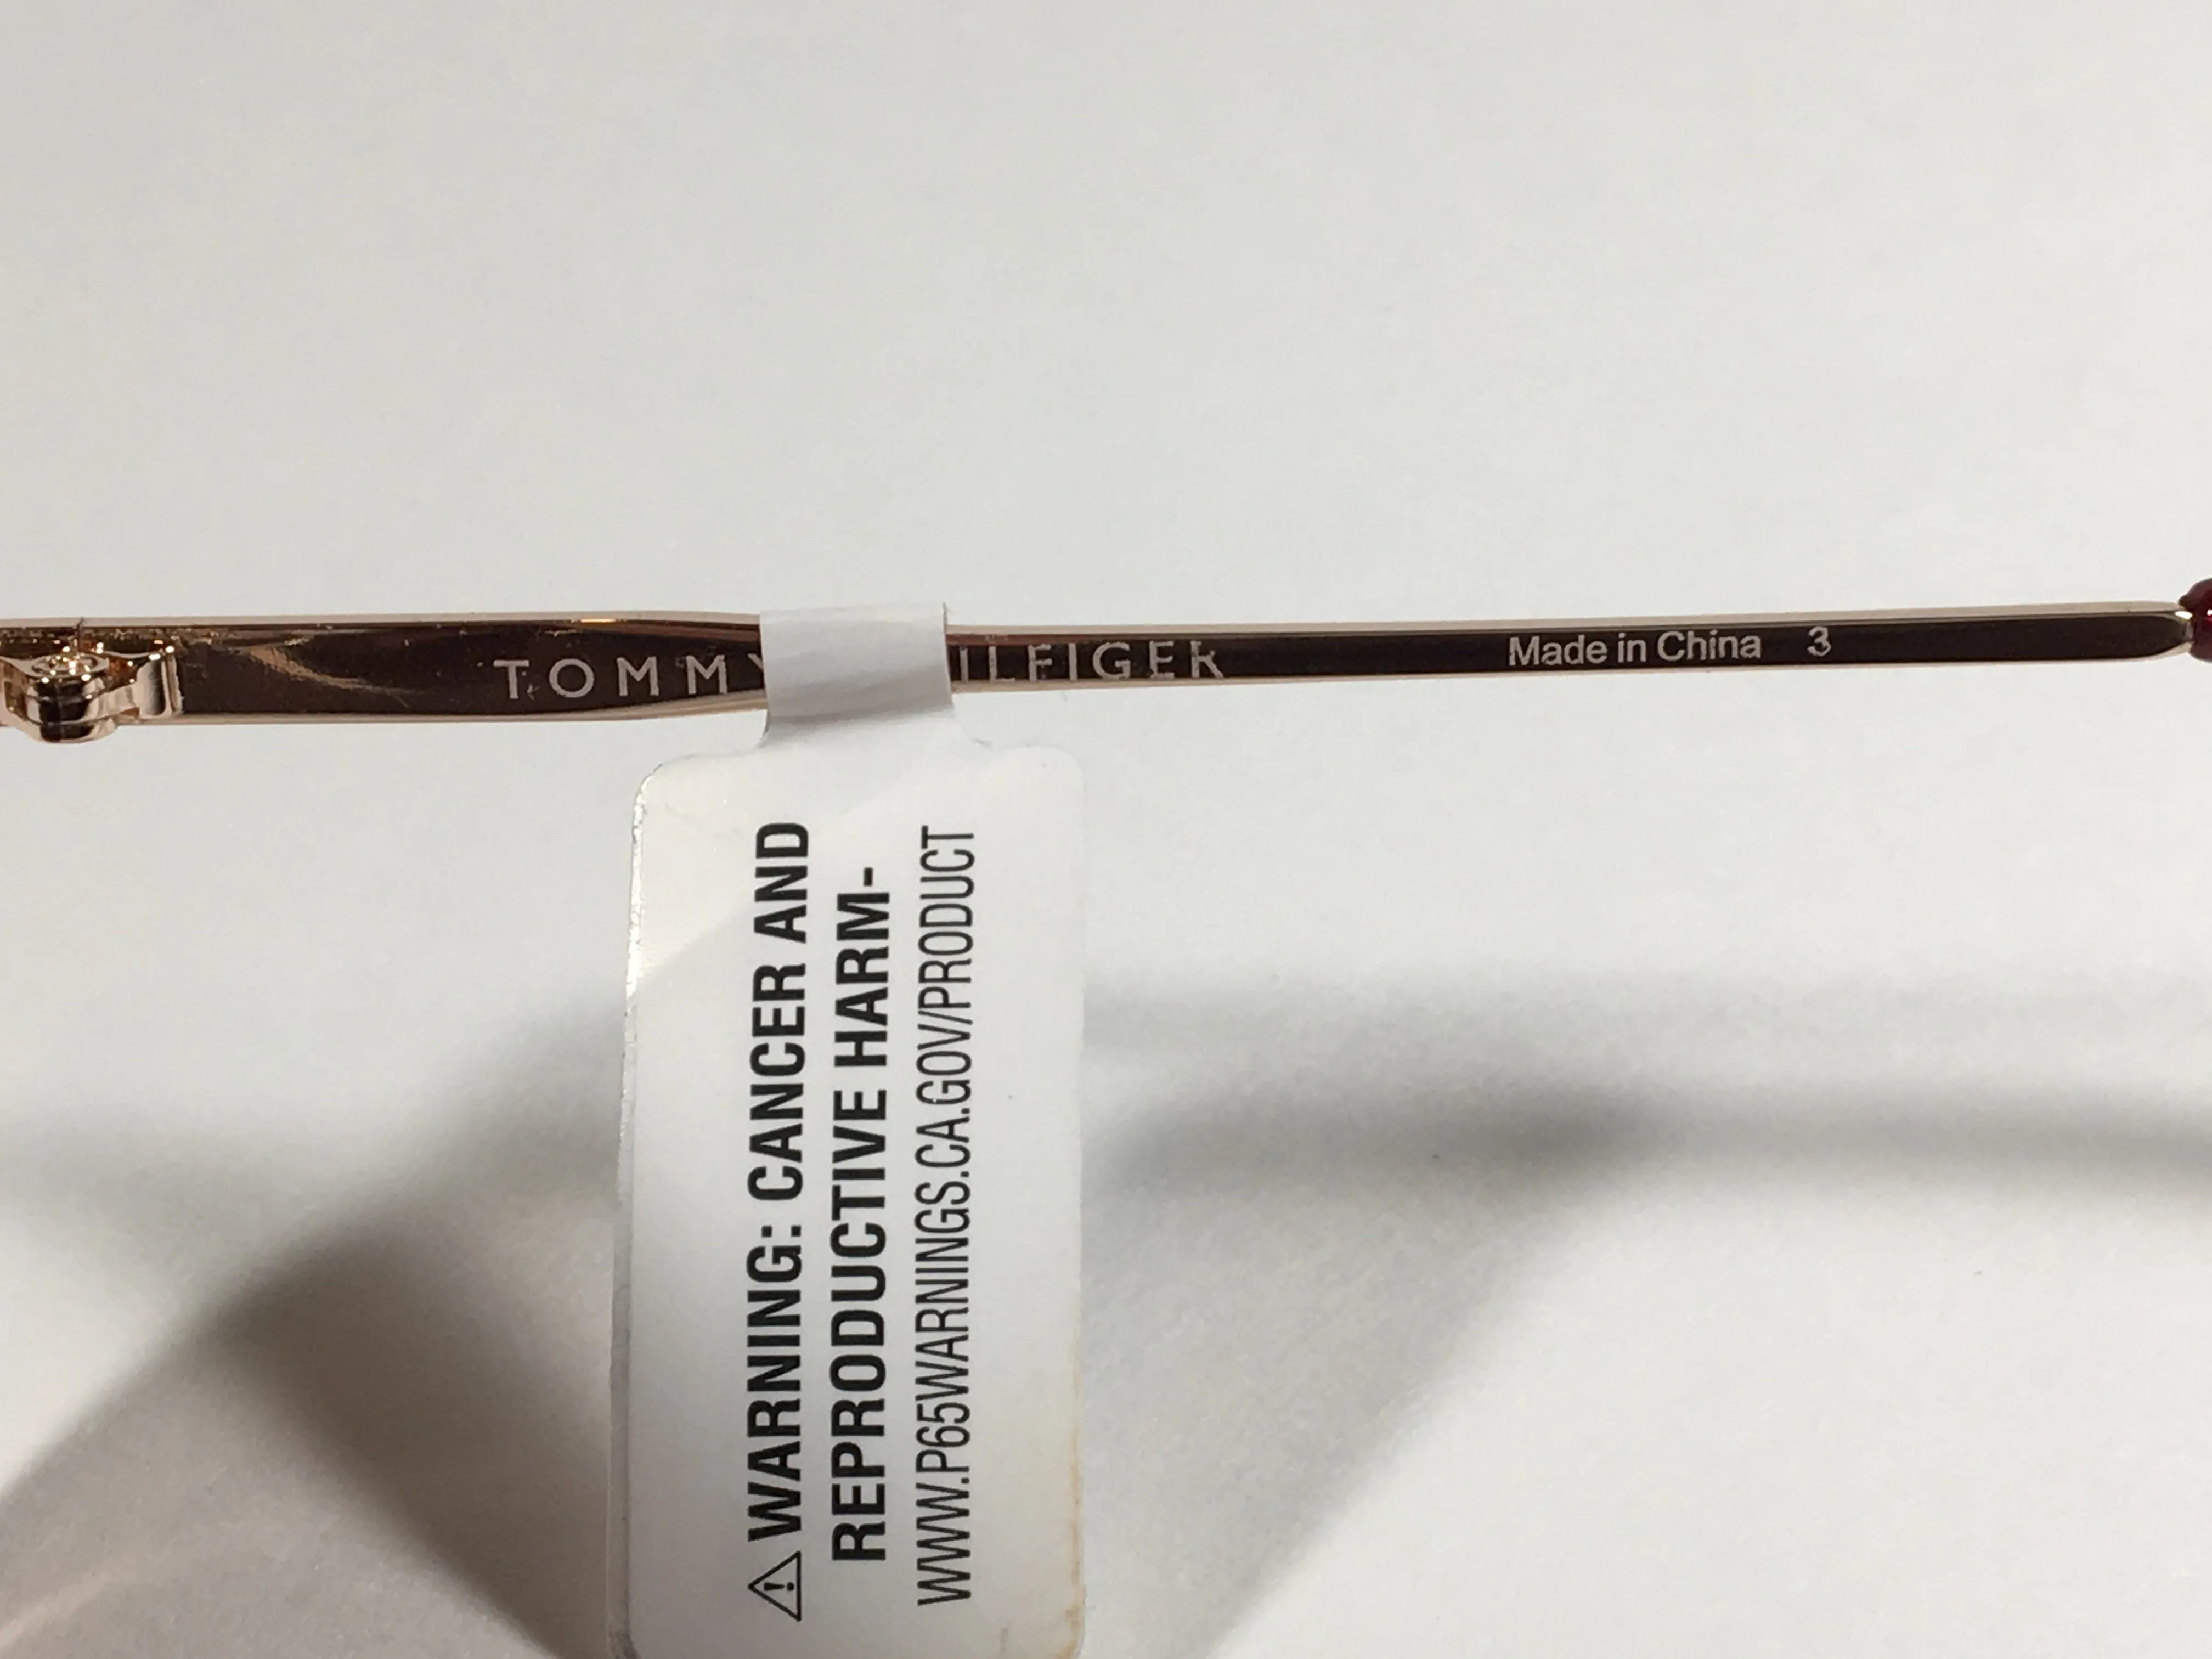 TOMMY ILFIGER
Made in China 3
⚠ WARNING: CANCER AND
REPRODUCTIVE HARM-
WWW.P65WARNINGS.CA.GOV/PRODUCT